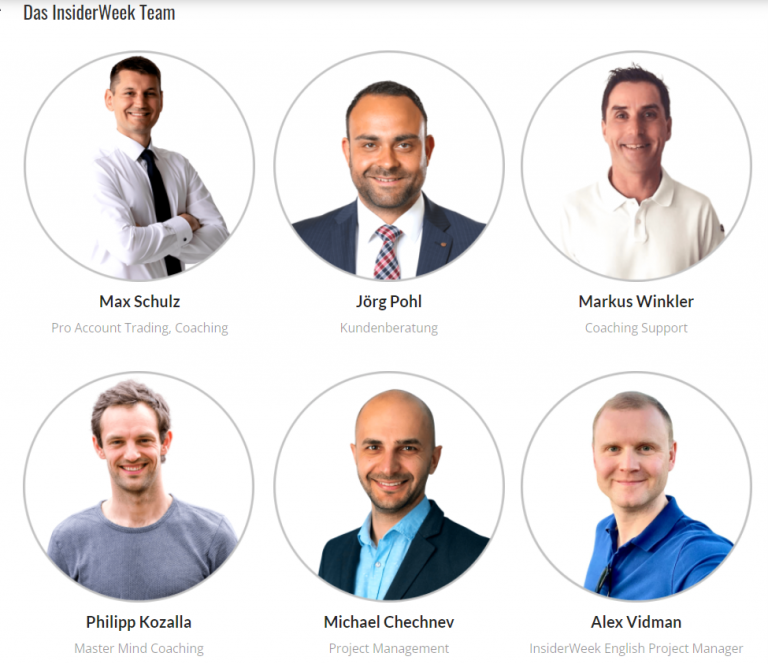 Das InsiderWeek Team
Max Schulz
Jörg Pohl
Markus Winkler
Pro Account Trading, Coaching
Kundenberatung
Coaching Support
Philipp Kozalla
Michael Chechnev
Alex Vidman
Master Mind Coaching
Project Management
InsiderWeek English Project Manager